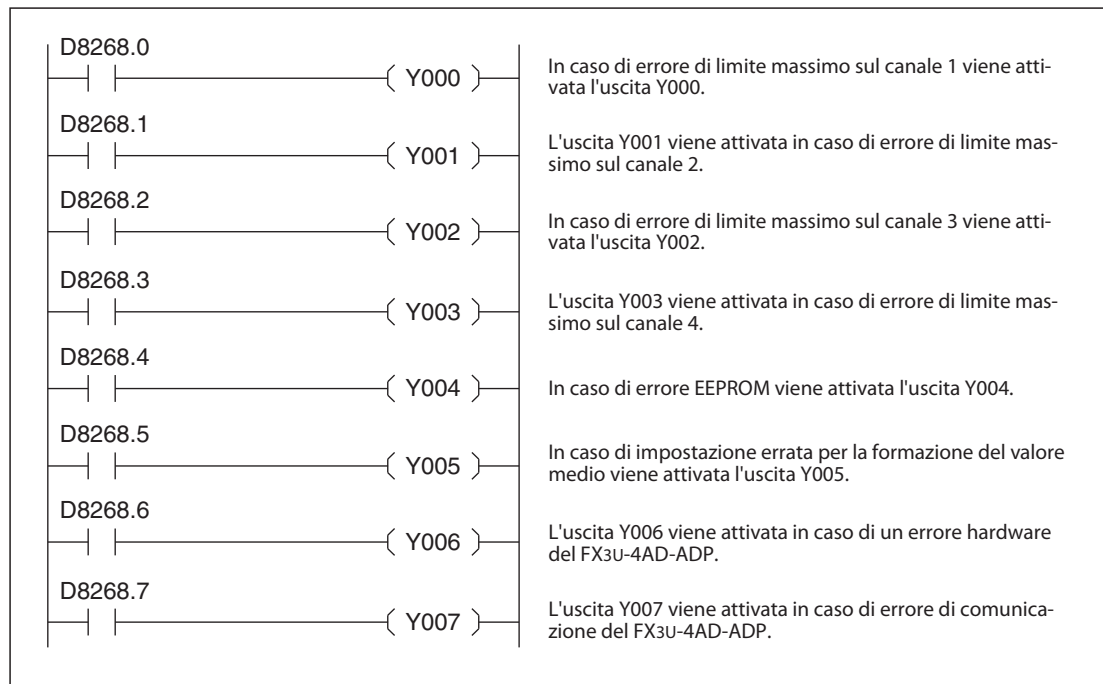 D8268.0
Y000
In caso di errore di limite massimo sul canale 1 viene atti-
vata l'uscita Y000.
D8268.1
Y001
L'uscita Y001 viene attivata in caso di errore di limite mas-
simo sul canale 2.
D8268.2
Y002
In caso di errore di limite massimo sul canale 3 viene atti-
vata l'uscita Y002.
D8268.3
Y003
L'uscita Y003 viene attivata in caso di errore di limite mas-
simo sul canale 4.
D8268.4
Y004
In caso di errore EEPROM viene attivata l'uscita Y004.
D8268.5
Y005
In caso di impostazione errata per la formazione del valore
medio viene attivata l'uscita Y005.
D8268.6
Y006
L'uscita Y006 viene attivata in caso di un errore hardware
del FX3U-4AD-ADP.
D8268.7
Y007
L'uscita Y007 viene attivata in caso di errore di comunica-
zione del FX3U-4AD-ADP.